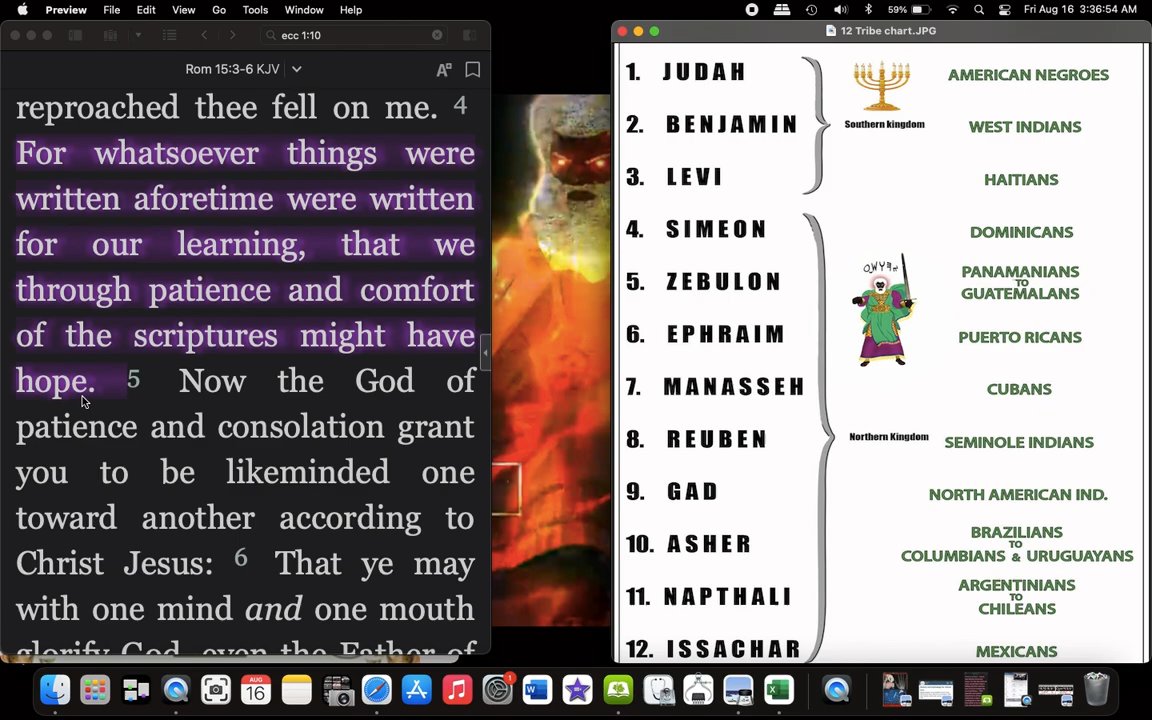 Preview File Edit View Go Tools Window Help 59% Fri Aug 16 3:36:54 AM
ecc 1:10
Rom 15:3-6 KJV
reproached thee fell on me. 4
For whatsoever things were
written aforetime were written
for our learning, that we
through patience and comfort
of the scriptures might have
hope. 5 Now the God of
patience and consolation grant
you to be likeminded one
toward another according to
Christ Jesus: 6 That ye may
with one mind and one mouth
glorify God, even the Father of
12 Tribe chart.JPG
1. JUDAH
2. BENJAMIN
3. LEVI
4. SIMEON
5. ZEBULON
6. EPHRAIM
7. MANASSEH
8. REUBEN
9. GAD
10. ASHER
11. NAPTHALI
12. ISSACHAR
Southern kingdom
Northern Kingdom
AMERICAN NEGROES
WEST INDIANS
HAITIANS
DOMINICANS
PANAMANIANS
TO
GUATEMALANS
PUERTO RICANS
CUBANS
SEMINOLE INDIANS
NORTH AMERICAN IND.
BRAZILIANS
TO
COLUMBIANS & URUGUAYANS
ARGENTINIANS
TO
CHILEANS
MEXICANS
AUG
16
1